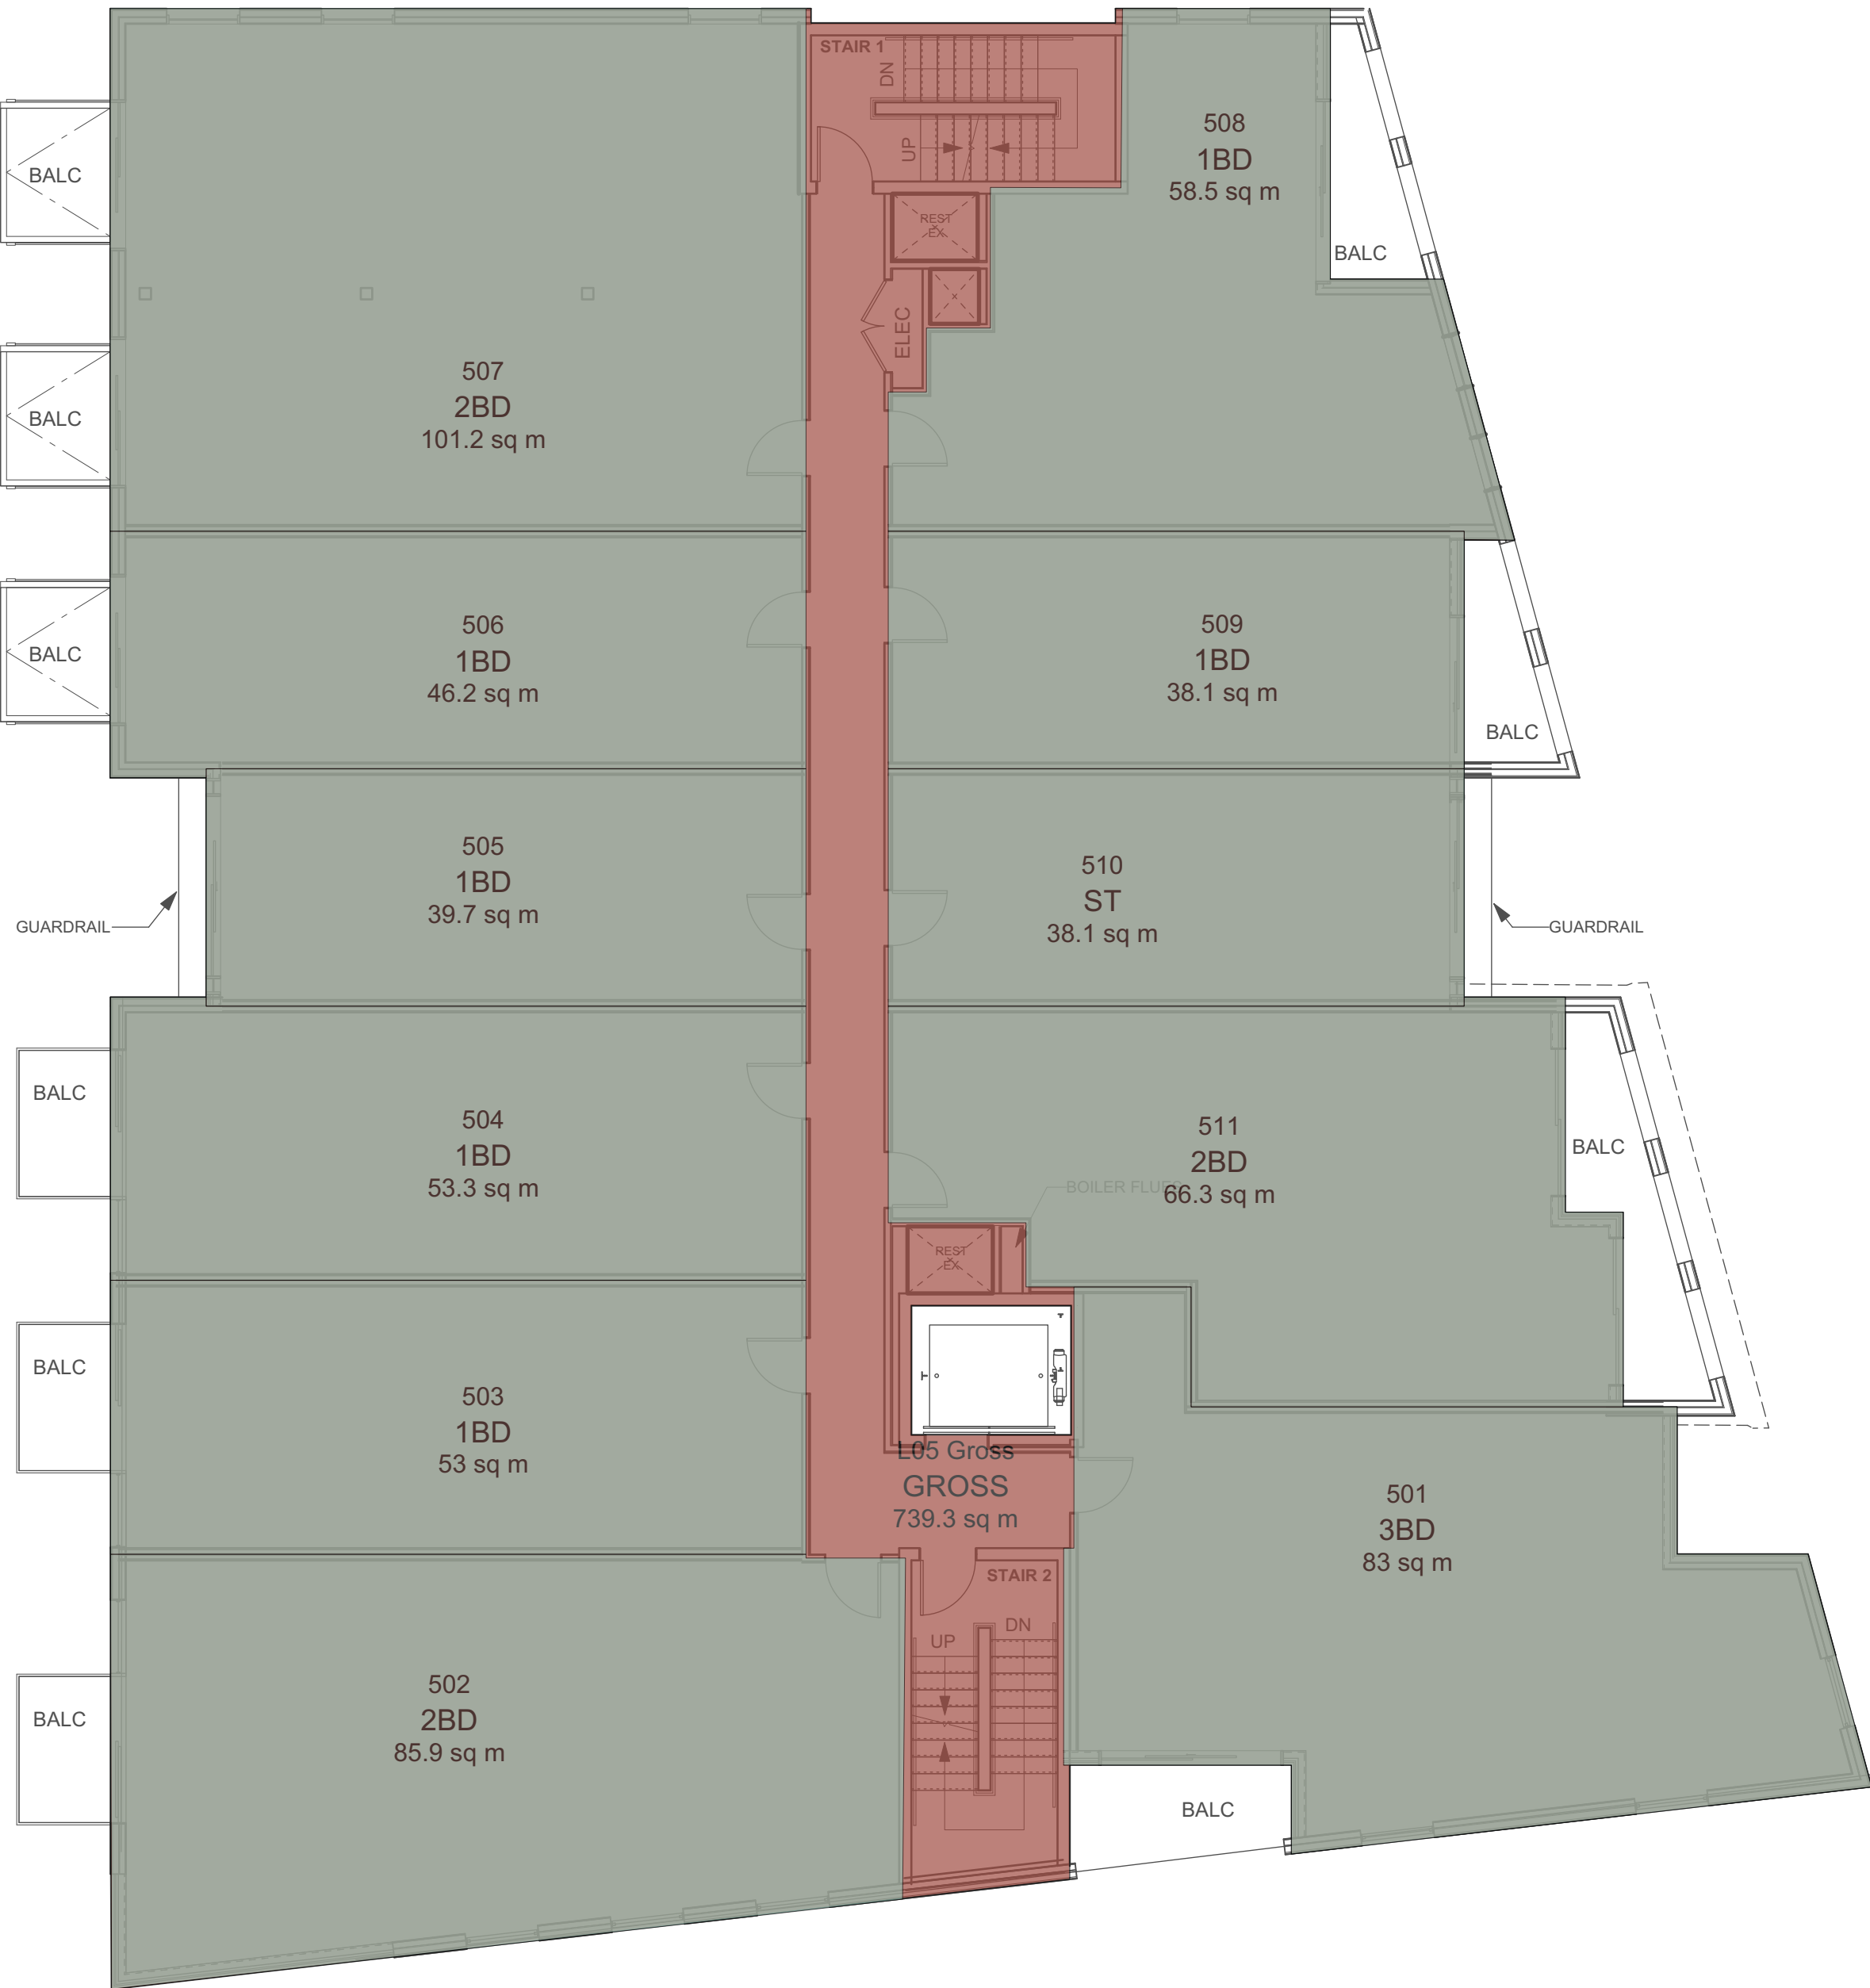 STAIR 1
DN
UP
508
1BD
58.5 sq m
BALC
REST
EX
BALC
ELEC
507
2BD
101.2 sq m
BALC
506
1BD
46.2 sq m
509
1BD
38.1 sq m
BALC
BALC
505
1BD
39.7 sq m
510
ST
38.1 sq m
GUARDRAIL
GUARDRAIL
BALC
504
1BD
53.3 sq m
511
2BD
66.3 sq m
BALC
BOILER FLUES
REST
EX
BALC
503
1BD
53 sq m
L05 Gross
GROSS
739.3 sq m
501
3BD
83 sq m
STAIR 2
UP
DN
502
2BD
85.9 sq m
BALC
BALC